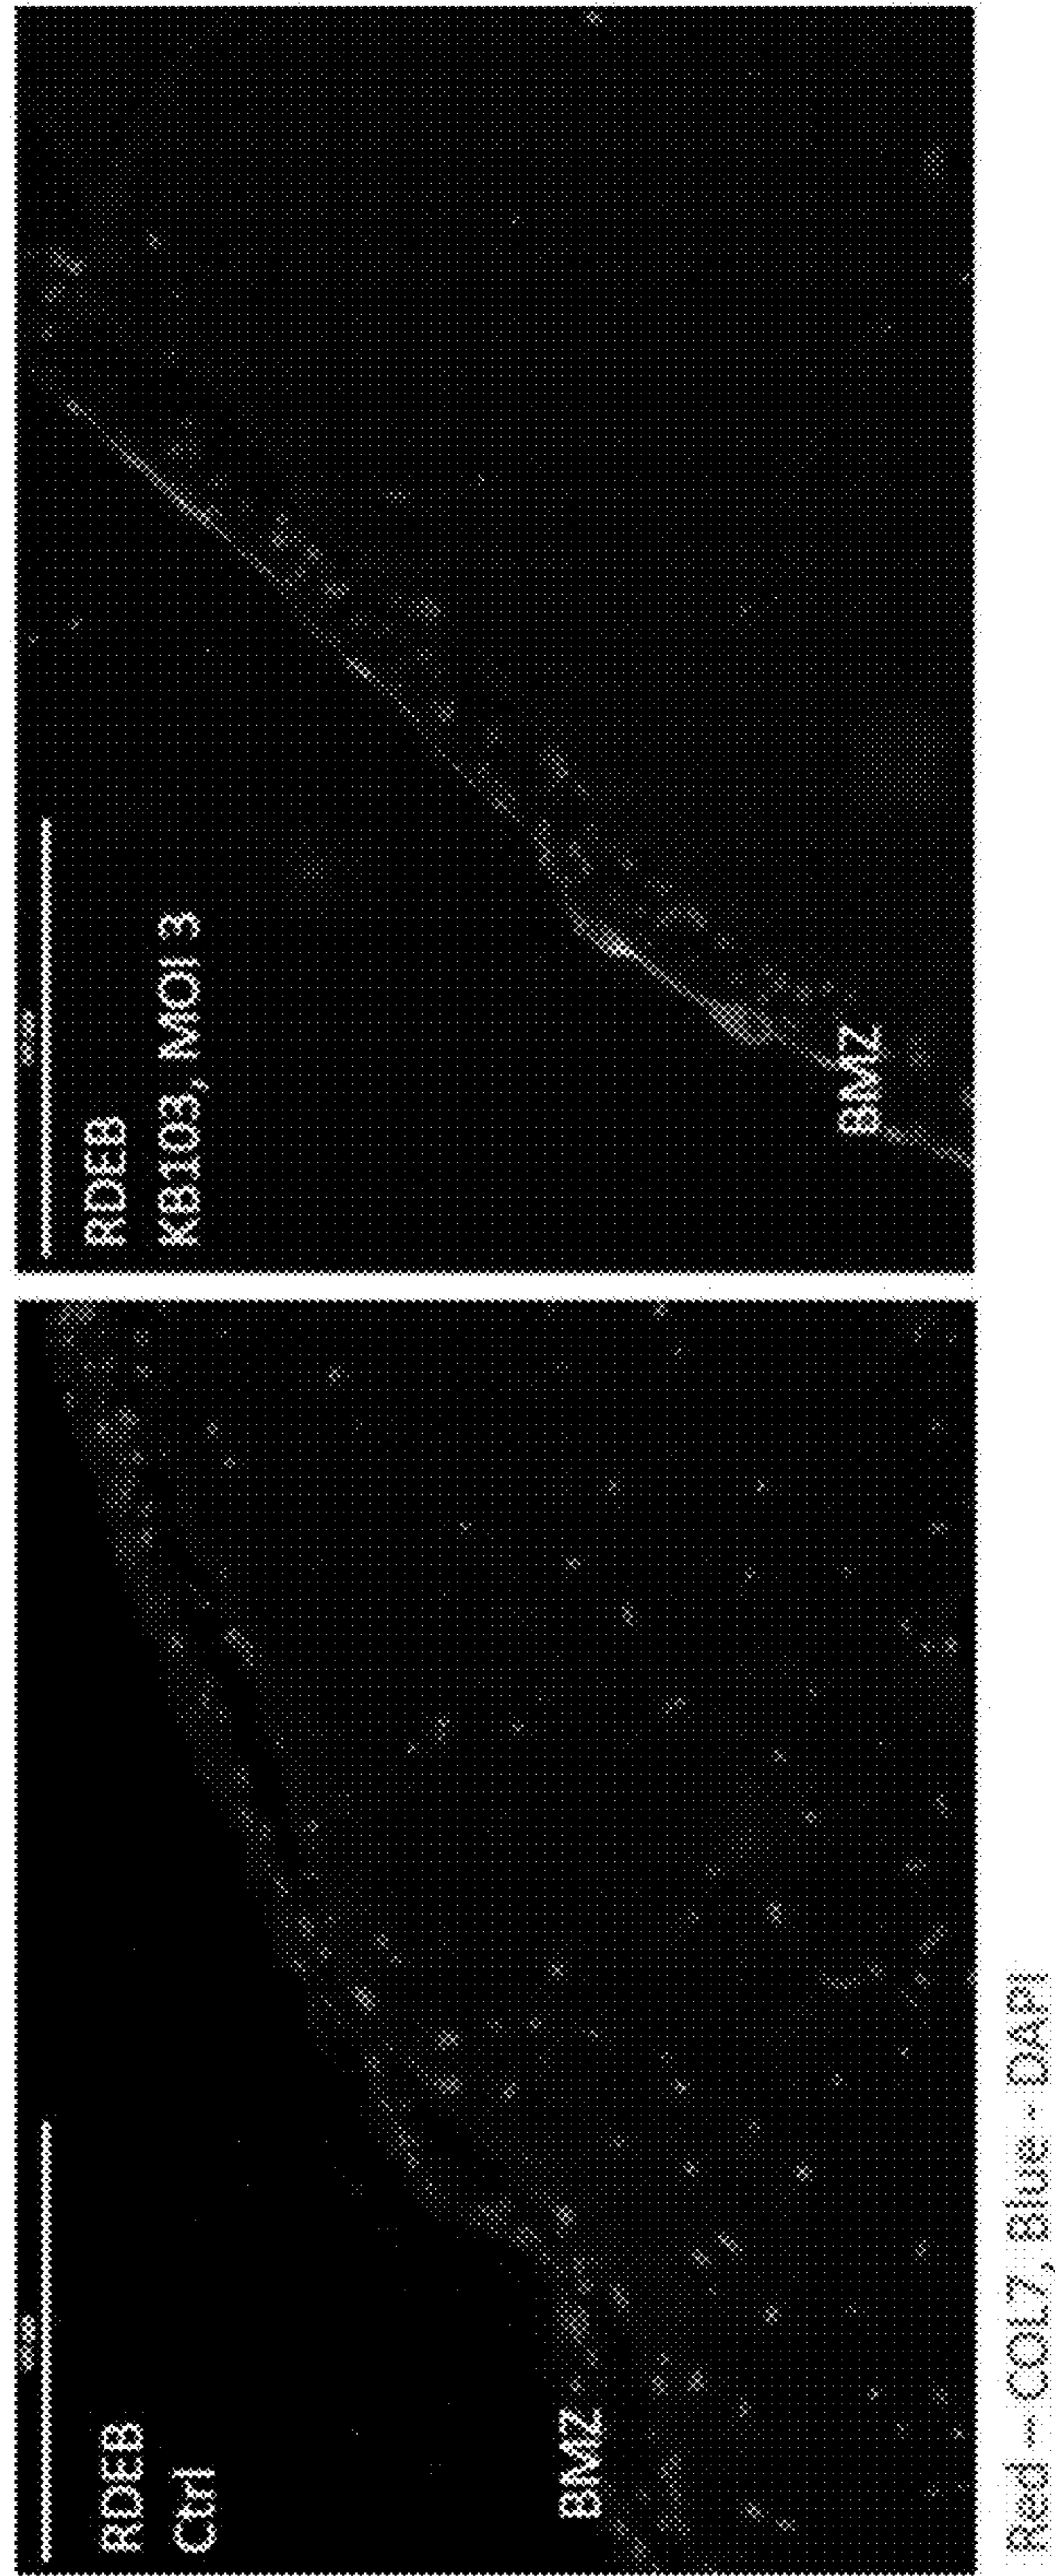 RDEB
Ctrl
BMZ
RDEB
KB103, MOI 3
BMZ
Red – COL7, Blue - DAPI